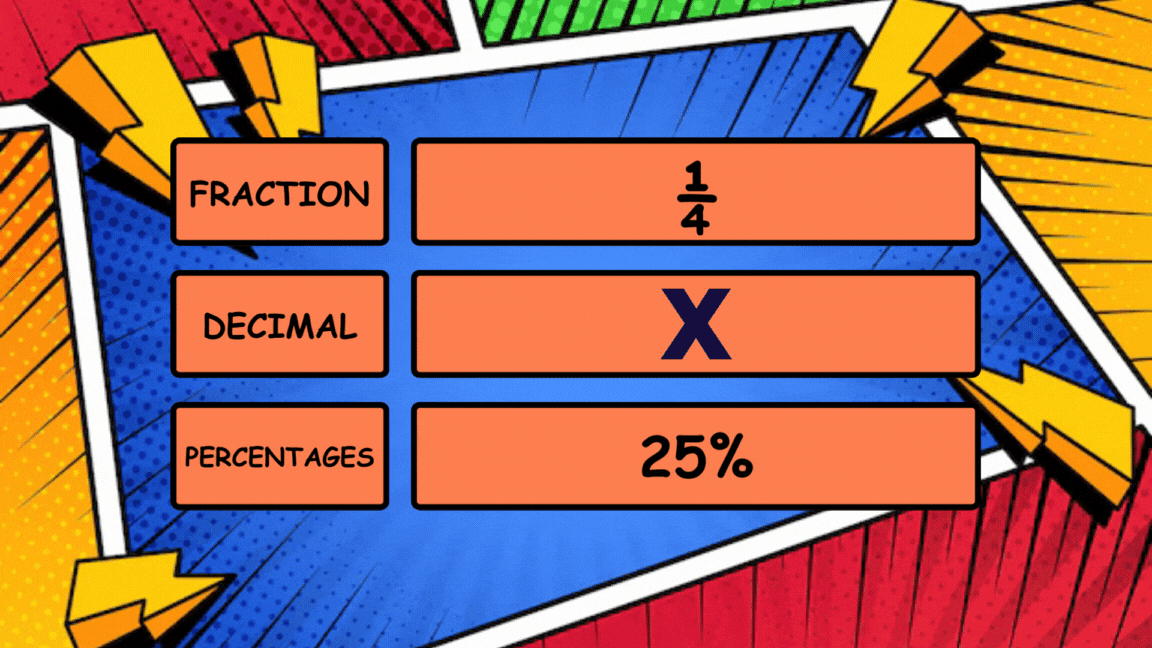 FRACTION
1/4
DECIMAL
X
PERCENTAGES
25%